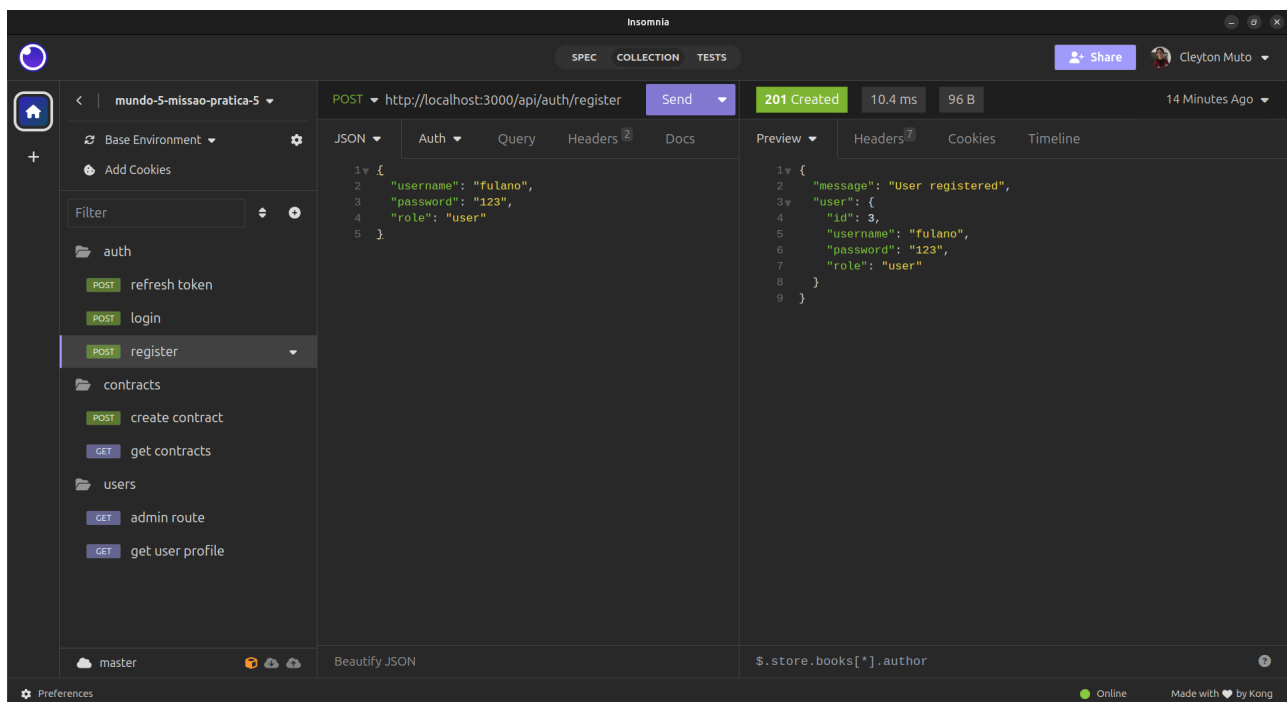 Insomnia
SPEC COLLECTION TESTS
Share
Cleyton Muto
mundo-5-missao-pratica-5
Base Environment
Add Cookies
Filter
auth
POST refresh token
POST login
POST register
contracts
POST create contract
GET get contracts
users
GET admin route
GET get user profile
master
Preferences
POST http://localhost:3000/api/auth/register Send
JSON Auth Query Headers 2 Docs
1 {
2 "username": "fulano",
3 "password": "123",
4 "role": "user"
5 }
Beautify JSON
201 Created 10.4 ms 96 B 14 Minutes Ago
Preview Headers 7 Cookies Timeline
1 {
2 "message": "User registered",
3 "user": {
4 "id": 3,
5 "username": "fulano",
6 "password": "123",
7 "role": "user"
8 }
9 }
$.store.books[*].author
Online Made with ♥ by Kong